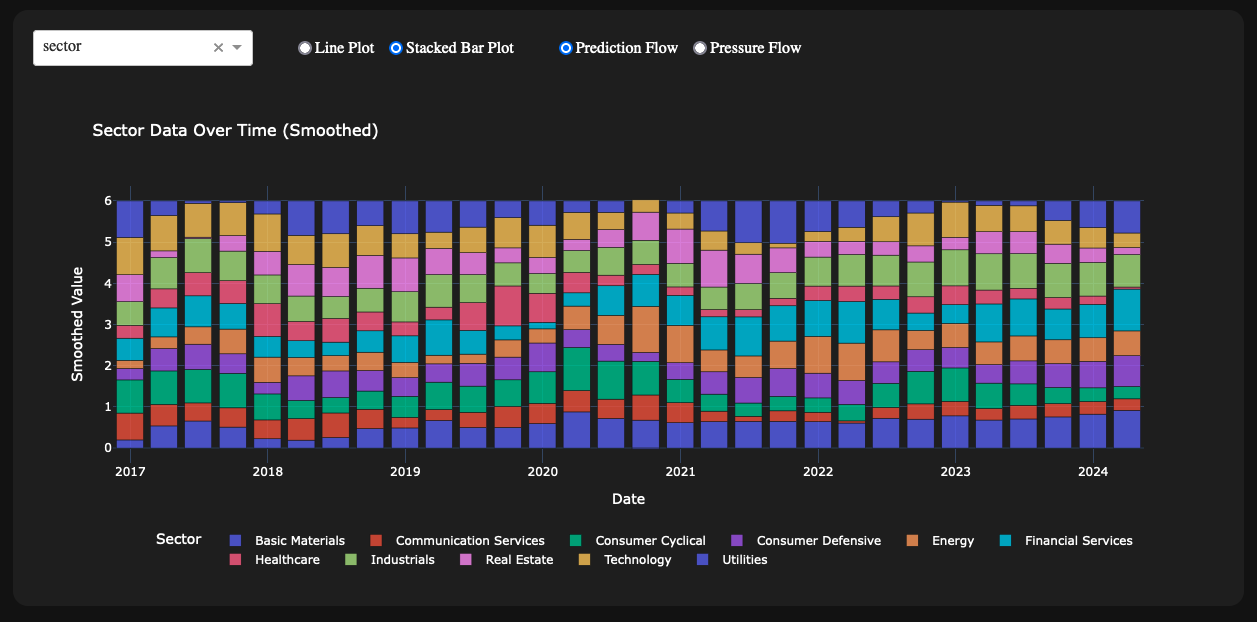 sector × Line Plot Stacked Bar Plot Prediction Flow Pressure Flow
Sector Data Over Time (Smoothed)
Smoothed Value
6
5
4
3
2
1
0
2017 2018 2019 2020 2021 2022 2023 2024
Date
Sector Basic Materials Communication Services Consumer Cyclical Consumer Defensive Energy Financial Services
Healthcare Industrials Real Estate Technology Utilities